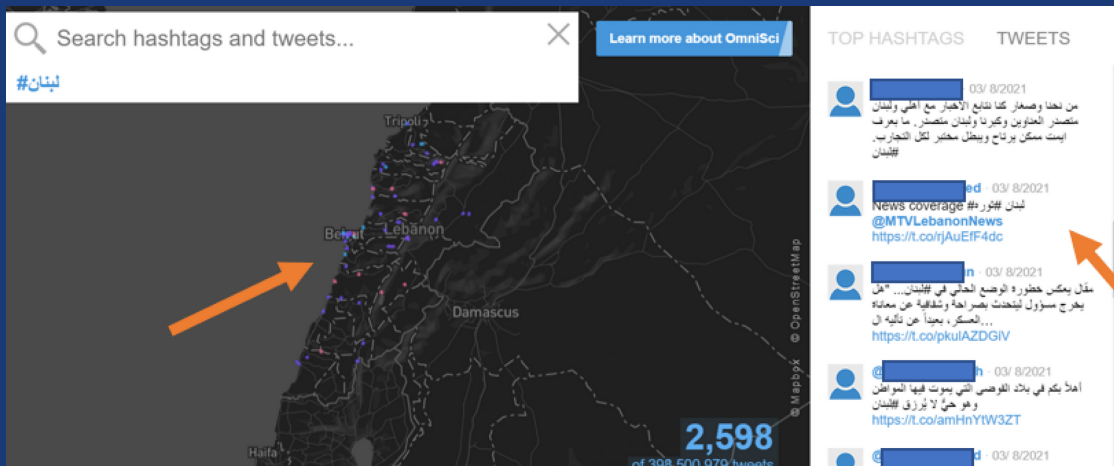 Search hashtags and tweets...
#لبنان
Learn more about OmniSci
TOP HASHTAGS TWEETS
Tripoli
Beirut
Lebanon
Damascus
Haifa
© Mapbox © OpenStreetMap
2,598
of 398,500,979 tweets
03/ 8/2021
من نحنا وصغار كنا نتابع الأخبار مع أهلي ولبنان
متصدر العناوين وكبرنا ولبنان متصدر. ما بعرف
ايمت ممكن يرتاح ويبطل مختبر لكل التجارب.
#لبنان
ed · 03/ 8/2021
News coverage #لبنان #ثوره
@MTVLebanonNews
https://t.co/rjAuEfF4dc
n · 03/ 8/2021
مقال يعكس خطورة الوضع الحالي في #لبنان... "هل
يخرج مسؤول ليتحدث بصراحة وشفافية عن معاناة
العسكر، بعيداً عن تأليه ال...
https://t.co/pkulAZDGiV
@ h · 03/ 8/2021
أهلاً بكم في بلاد الفوضى التي يموت فيها المواطن
وهو حيٌّ لا يُرزق #لبنان
https://t.co/amHnYtW3ZT
@ d · 03/ 8/2021